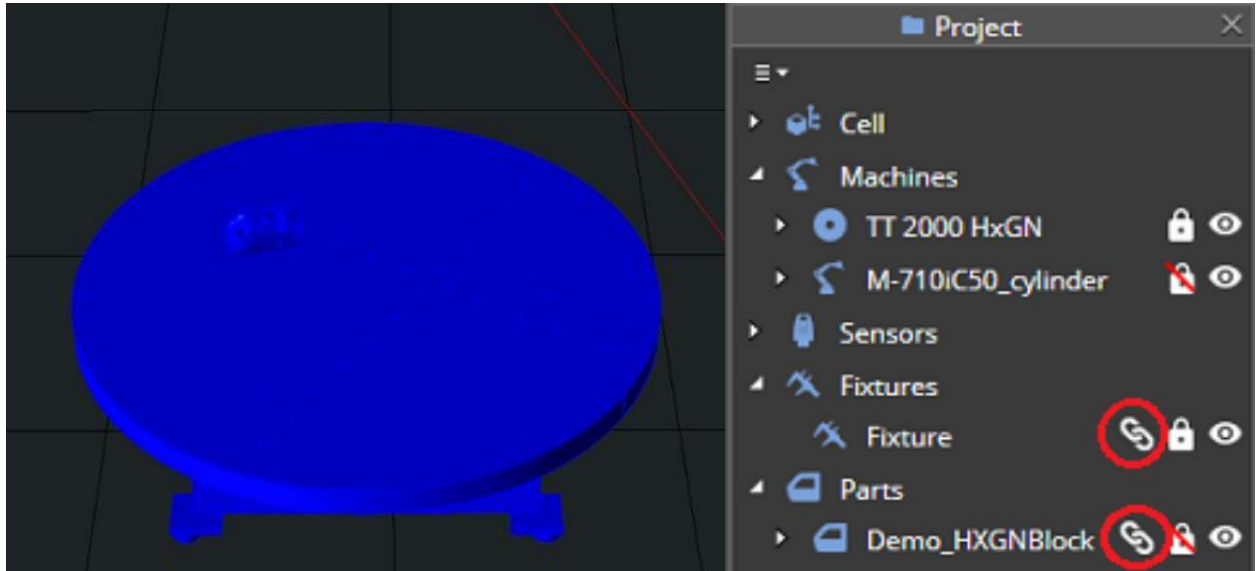 Project
Cell
Machines
TT 2000 HxGN
M-710iC50_cylinder
Sensors
Fixtures
Fixture
Parts
Demo_HXGNBlock